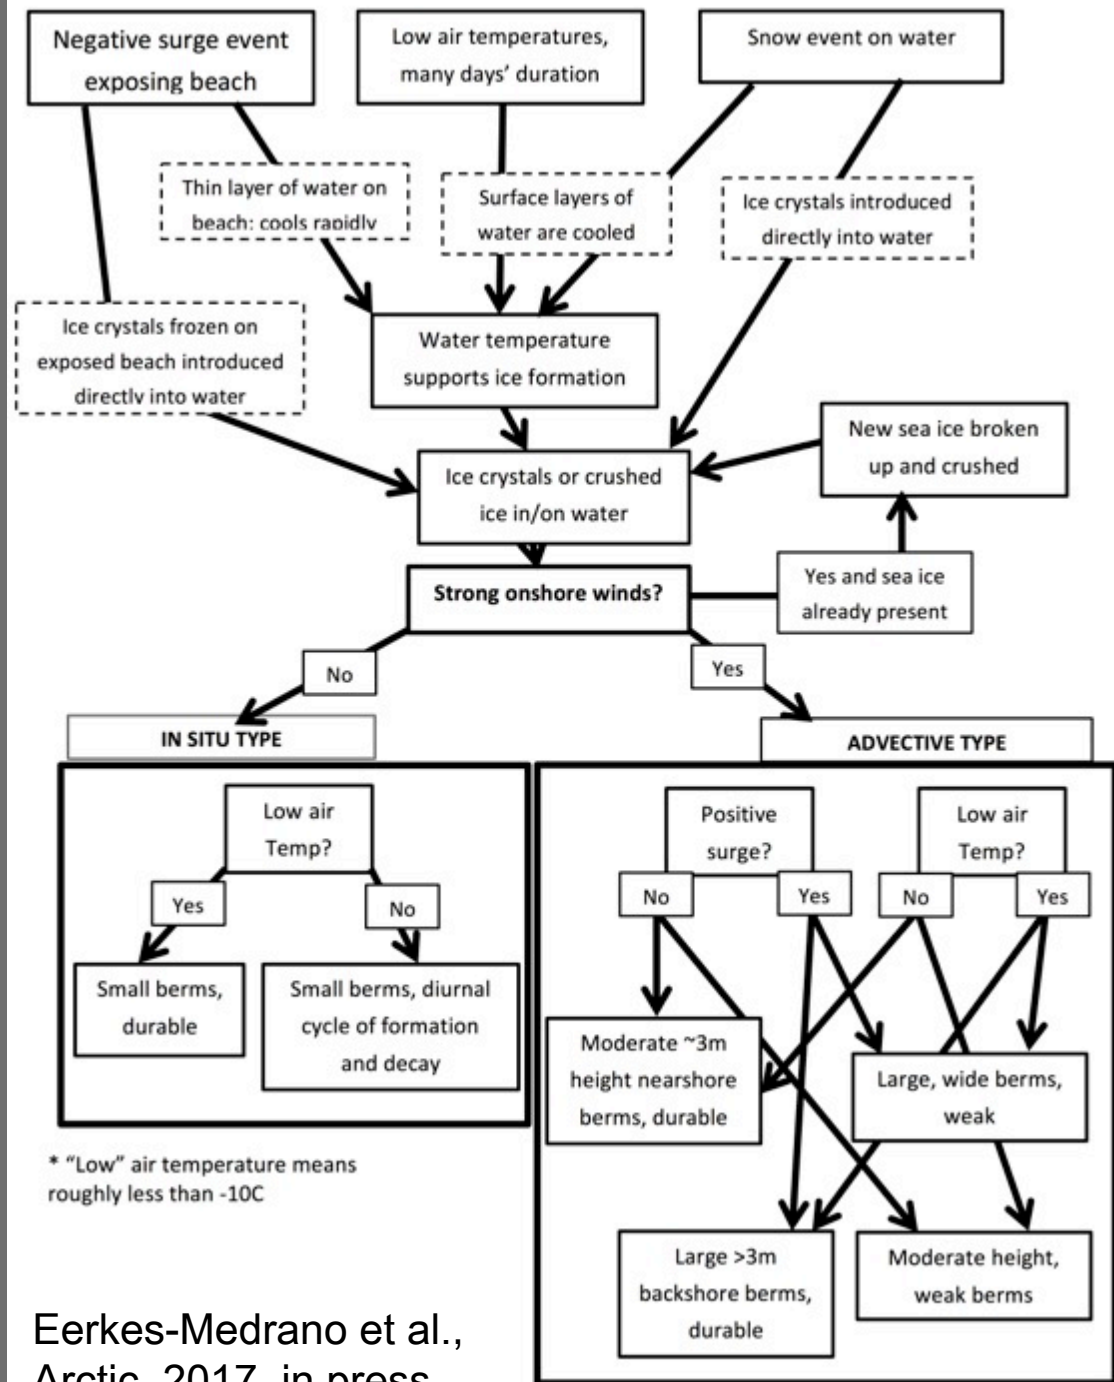 Negative surge event
exposing beach
Low air temperatures,
many days' duration
Snow event on water
Thin layer of water on
beach: cools rapidly
Surface layers of
water are cooled
Ice crystals introduced
directly into water
Ice crystals frozen on
exposed beach introduced
directly into water
Water temperature
supports ice formation
New sea ice broken
up and crushed
Ice crystals or crushed
ice in/on water
Strong onshore winds?
Yes and sea ice
already present
No
Yes
IN SITU TYPE
ADVECTIVE TYPE
Low air
Temp?
Yes
No
Small berms,
durable
Small berms, diurnal
cycle of formation
and decay
Positive
surge?
Low air
Temp?
No
Yes
No
Yes
Moderate ~3m
height nearshore
berms, durable
Large, wide berms,
weak
Large >3m
backshore berms,
durable
Moderate height,
weak berms
* “Low” air temperature means
roughly less than -10C
Eerkes-Medrano et al.,
Arctic, 2017, in press